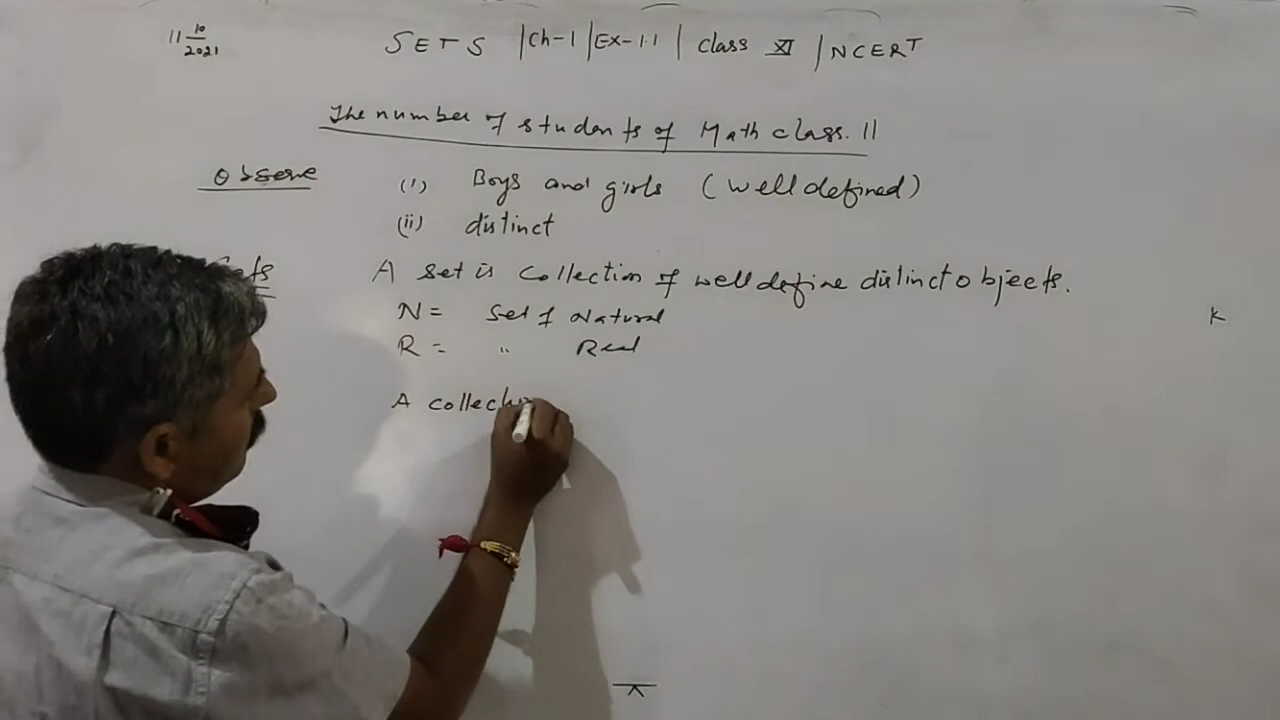 11 10/2021 SETS | Ch-1 | Ex-1.1 | class XI | NCERT
The number of students of Math class. 11
Observe (i) Boys and girls (well defined)
(ii) distinct
Sets A set is collection of well define distinct objects.
N = Set of Natural
R = " Real
A collectio
K